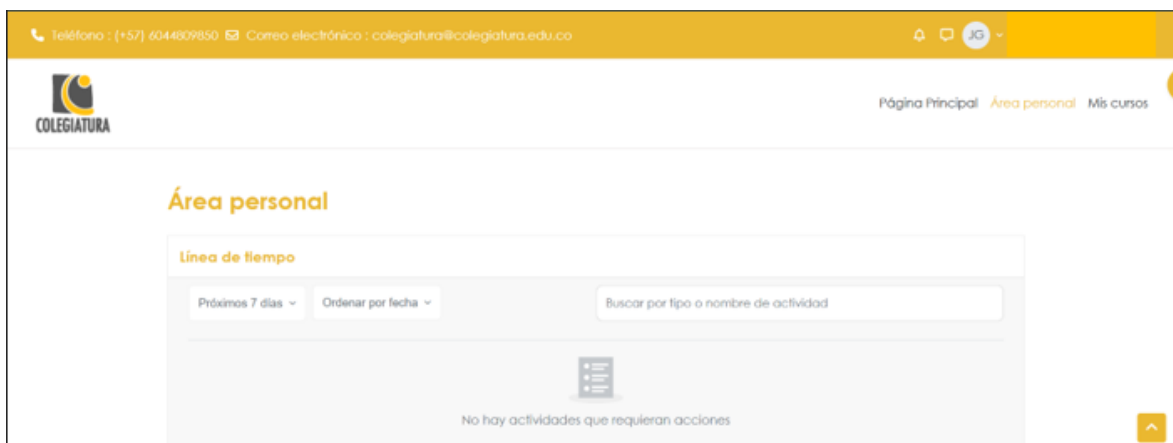 Teléfono : (+57) 6044809850 Correo electrónico : colegiatura@colegiatura.edu.co JG
COLEGIATURA
Página Principal Área personal Mis cursos
Área personal
Línea de tiempo
Próximos 7 días Ordenar por fecha Buscar por tipo o nombre de actividad
No hay actividades que requieran acciones